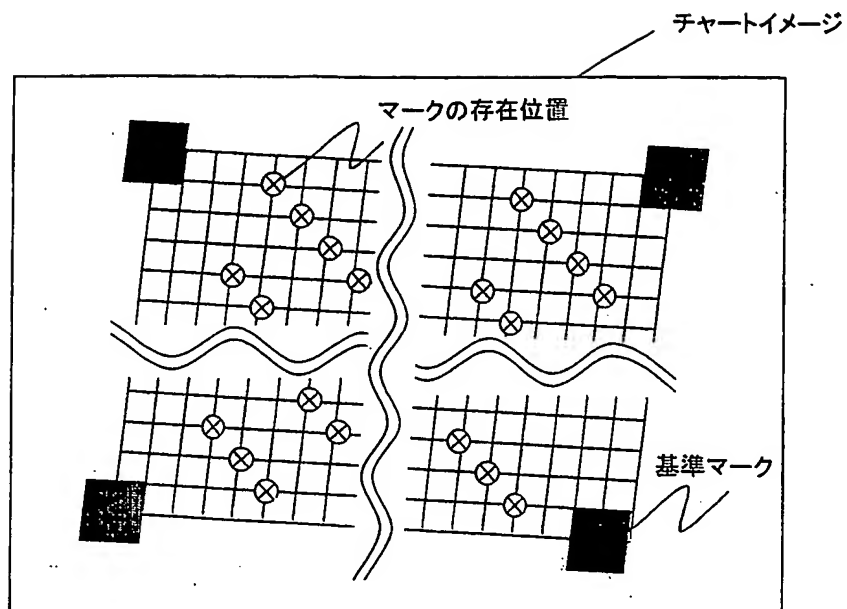 チャートイメージ
マークの存在位置
基準マーク